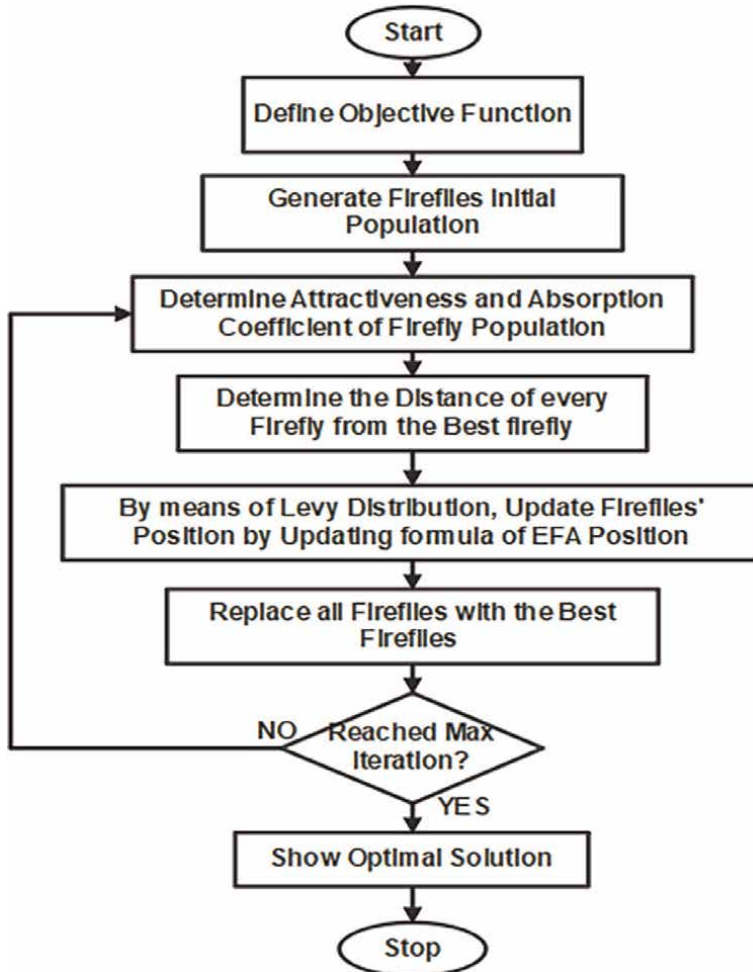 Start
Define Objective Function
Generate Fireflies Initial
Population
Determine Attractiveness and Absorption
Coefficient of Firefly Population
Determine the Distance of every
Firefly from the Best firefly
By means of Levy Distribution, Update Fireflies'
Position by Updating formula of EFA Position
Replace all Fireflies with the Best
Fireflies
NO
Reached Max
Iteration?
YES
Show Optimal Solution
Stop